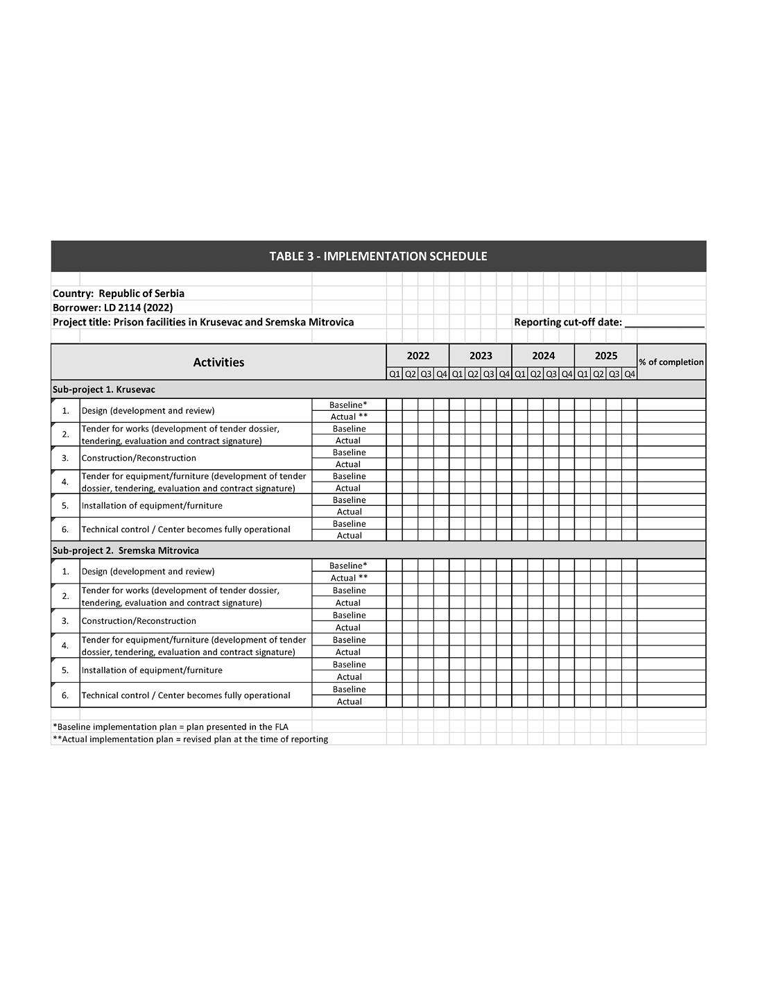 TABLE 3 - IMPLEMENTATION SCHEDULE
Country:  Republic of Serbia
Borrower: LD 2114 (2022)
Project title: Prison facilities in Krusevac and Sremska Mitrovica
Reporting cut-off date: _______________
Activities
2022 2023 2024 2025
% of completion
Q1 Q2 Q3 Q4 Q1 Q2 Q3 Q4 Q1 Q2 Q3 Q4 Q1 Q2 Q3 Q4
Sub-project 1. Krusevac
1. Design (development and review)
Baseline*
Actual **
2. Tender for works (development of tender dossier,
tendering, evaluation and contract signature)
Baseline
Actual
3. Construction/Reconstruction
Baseline
Actual
4. Tender for equipment/furniture (development of tender
dossier, tendering, evaluation and contract signature)
Baseline
Actual
5. Installation of equipment/furniture
Baseline
Actual
6. Technical control / Center becomes fully operational
Baseline
Actual
Sub-project 2.  Sremska Mitrovica
1. Design (development and review)
Baseline*
Actual **
2. Tender for works (development of tender dossier,
tendering, evaluation and contract signature)
Baseline
Actual
3. Construction/Reconstruction
Baseline
Actual
4. Tender for equipment/furniture (development of tender
dossier, tendering, evaluation and contract signature)
Baseline
Actual
5. Installation of equipment/furniture
Baseline
Actual
6. Technical control / Center becomes fully operational
Baseline
Actual
*Baseline implementation plan = plan presented in the FLA
**Actual implementation plan = revised plan at the time of reporting